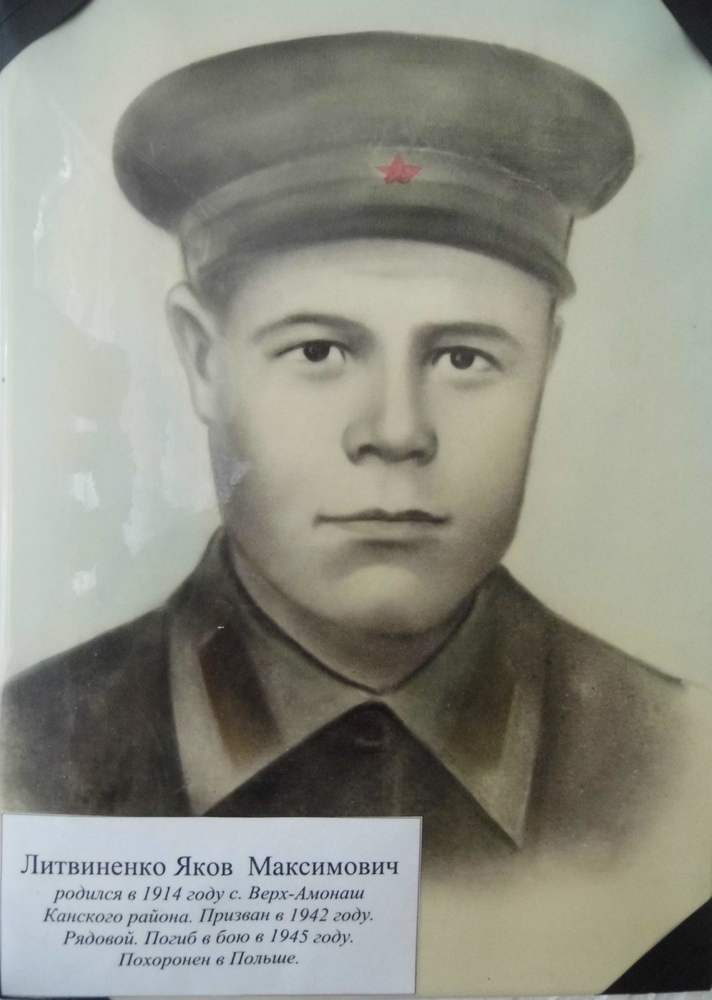 Литвиненко Яков Максимович
родился в 1914 году с. Верх-Амонаш
Канского района. Призван в 1942 году.
Рядовой. Погиб в бою в 1945 году.
Похоронен в Польше.